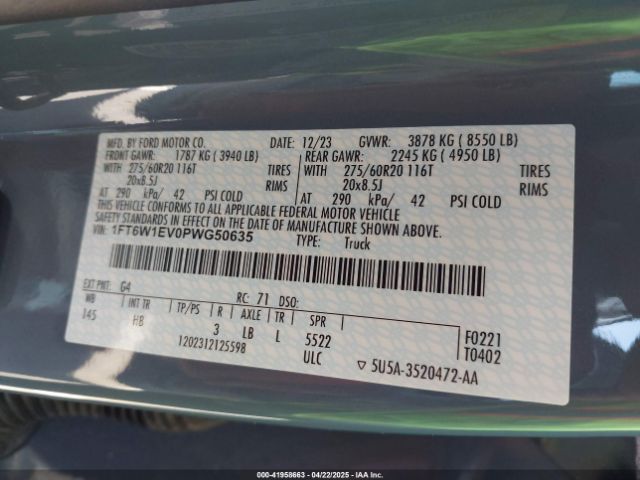 MFD. BY FORD MOTOR CO. DATE: 12/23 GVWR: 3878 KG ( 8550 LB)
FRONT GAWR: 1787 KG ( 3940 LB) REAR GAWR: 2245 KG ( 4950 LB)
WITH 275/60R20 116T TIRES WITH 275/60R20 116T TIRES
20x8.5J RIMS 20x8.5J RIMS
AT 290 kPa/ 42 PSI COLD AT 290 kPa/ 42 PSI COLD
THIS VEHICLE CONFORMS TO ALL APPLICABLE FEDERAL MOTOR VEHICLE
SAFETY STANDARDS IN EFFECT ON THE DATE OF MANUFACTURE SHOWN ABOVE.
VIN: 1FT6W1EV0PWG50635 TYPE: Truck
EXT PNT: G4 RC: 71 DSO:
WB INT TR TP/PS R AXLE TR SPR F0221
145 HB 3 LB L 5522 T0402
1202312125598 ULC ▽ 5U5A-3520472-AA
000-41958663 - 04/22/2025 - IAA Inc.